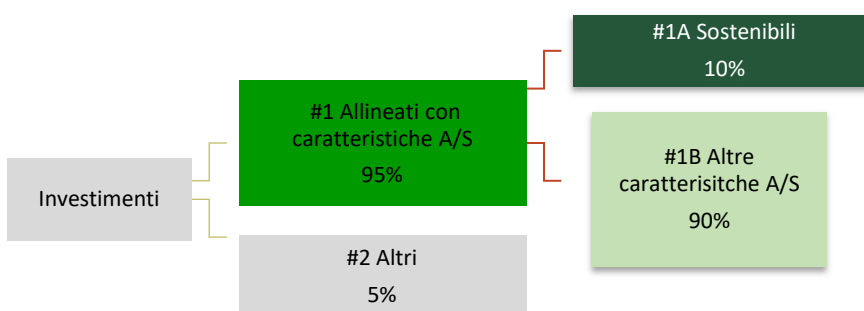 Investimenti
#1 Allineati con
caratteristiche A/S
95%
#2 Altri
5%
#1A Sostenibili
10%
#1B Altre
caratterisitche A/S
90%